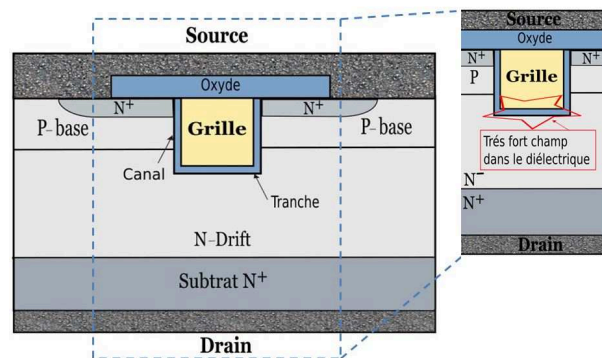 Source
Oxyde
N+
N+
P-base
Grille
P-base
Canal
Tranche
N-Drift
Subtrat N+
Drain
Source
Oxyde
N+
N+
P
Grille
P
Trés fort champ
dans le diélectrique
N-
N+
Drain